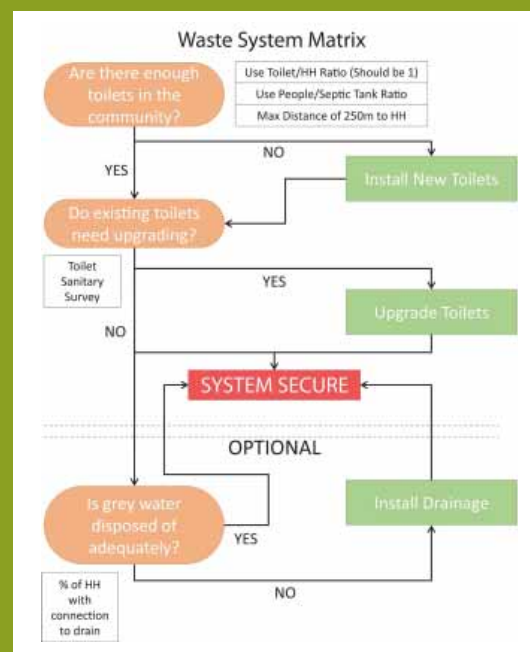 Waste System Matrix
Are there enough
toilets in the
community?
Use Toilet/HH Ratio (Should be 1)
Use People/Septic Tank Ratio
Max Distance of 250m to HH
NO
YES
Install New Toilets
Do existing toilets
need upgrading?
Toilet
Sanitary
Survey
YES
NO
Upgrade Toilets
SYSTEM SECURE
OPTIONAL
Is grey water
disposed of
adequately?
YES
Install Drainage
% of HH
with
connection
to drain
NO